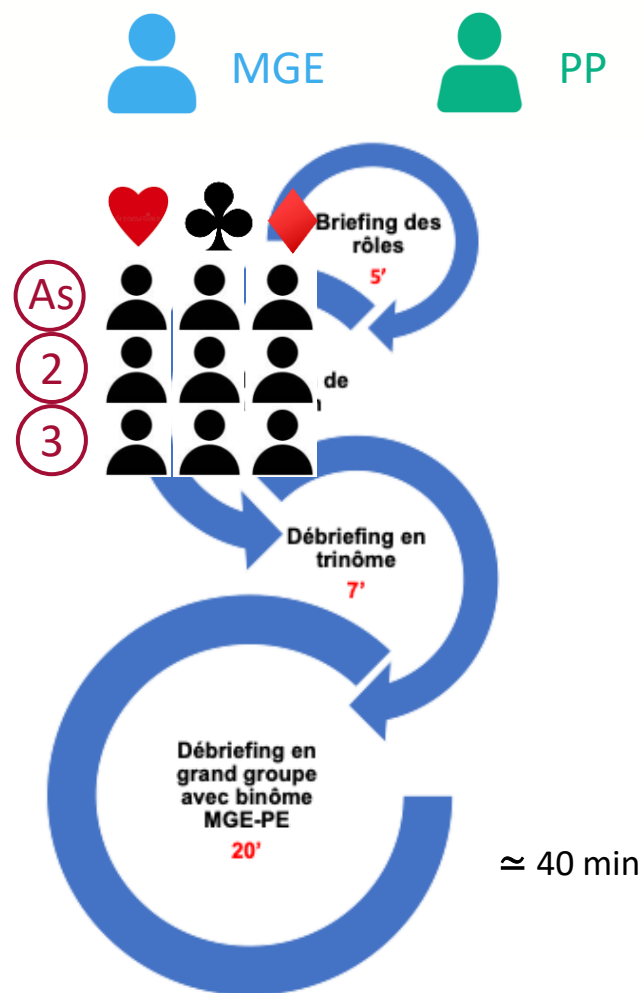 MGE
PP
Briefing des
rôles
5’
As
2
de
3
Débriefing en
trinôme
7’
Débriefing en
grand groupe
avec binôme
MGE-PE
20’
≃ 40 min